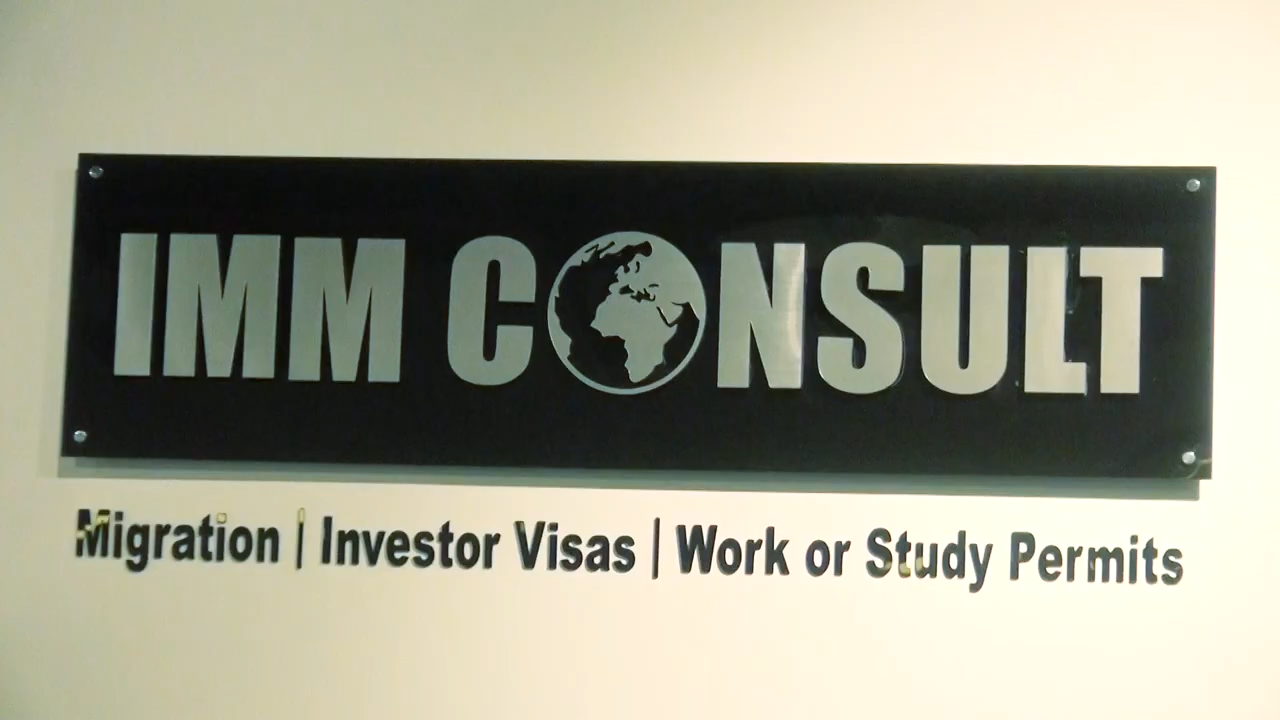 IMM CONSULT
Migration | Investor Visas | Work or Study Permits